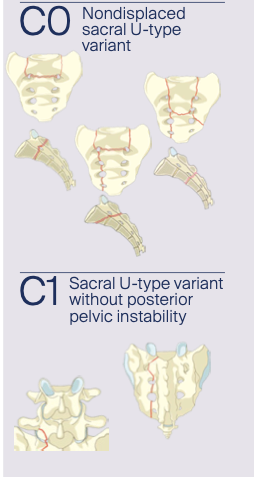 C0 Nondisplaced
sacral U-type
variant
C1 Sacral U-type variant
without posterior
pelvic instability